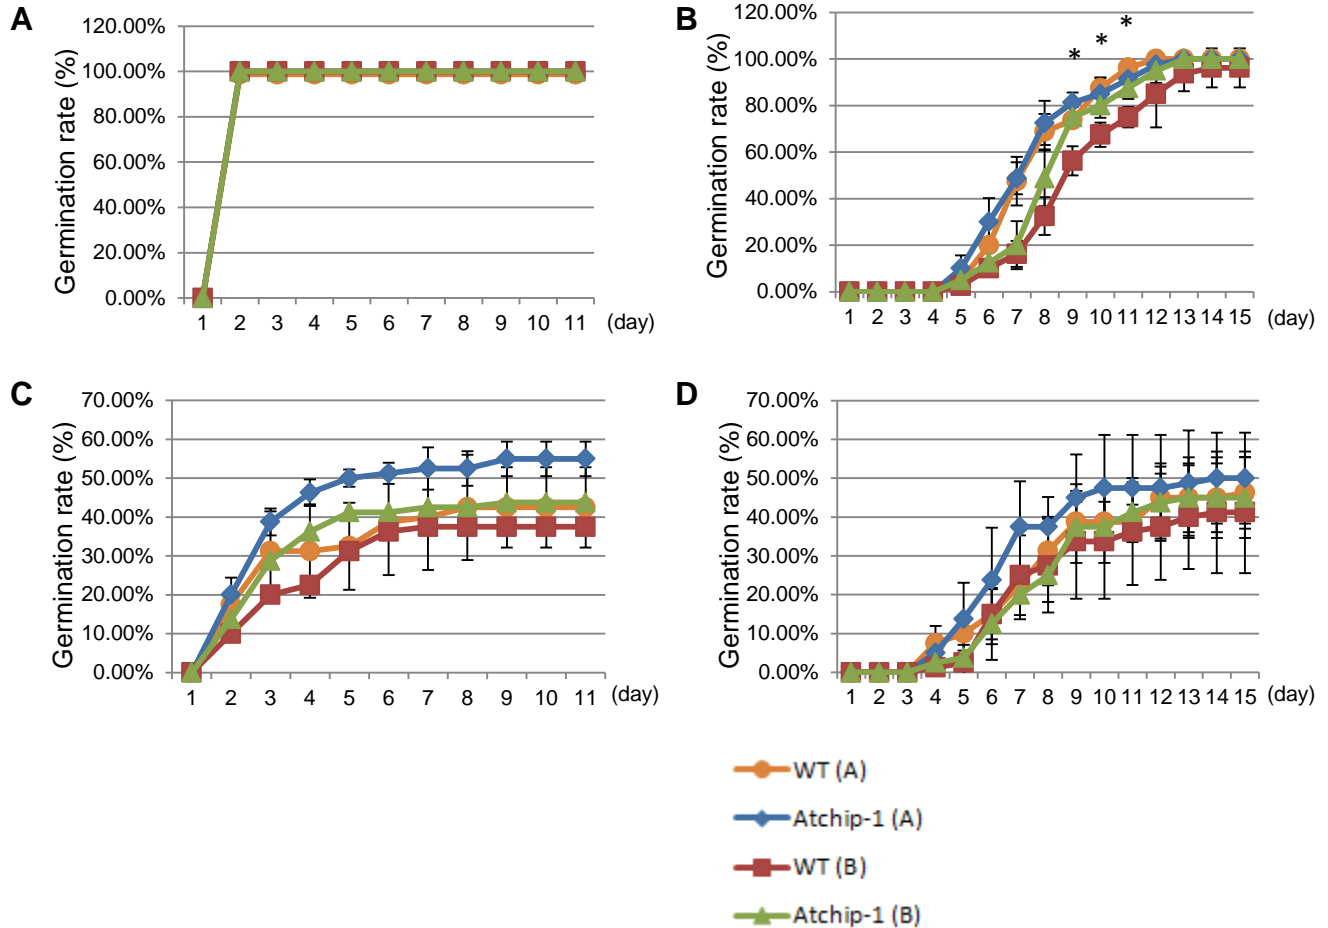 A
Germination rate (%)
120.00%
100.00%
80.00%
60.00%
40.00%
20.00%
0.00%
1 2 3 4 5 6 7 8 9 10 11 (day)
B
Germination rate (%)
120.00%
100.00%
80.00%
60.00%
40.00%
20.00%
0.00%
* * *
1 2 3 4 5 6 7 8 9 10 11 12 13 14 15 (day)
C
Germination rate (%)
70.00%
60.00%
50.00%
40.00%
30.00%
20.00%
10.00%
0.00%
1 2 3 4 5 6 7 8 9 10 11 (day)
D
Germination rate (%)
70.00%
60.00%
50.00%
40.00%
30.00%
20.00%
10.00%
0.00%
1 2 3 4 5 6 7 8 9 10 11 12 13 14 15 (day)
WT (A)
Atchip-1 (A)
WT (B)
Atchip-1 (B)